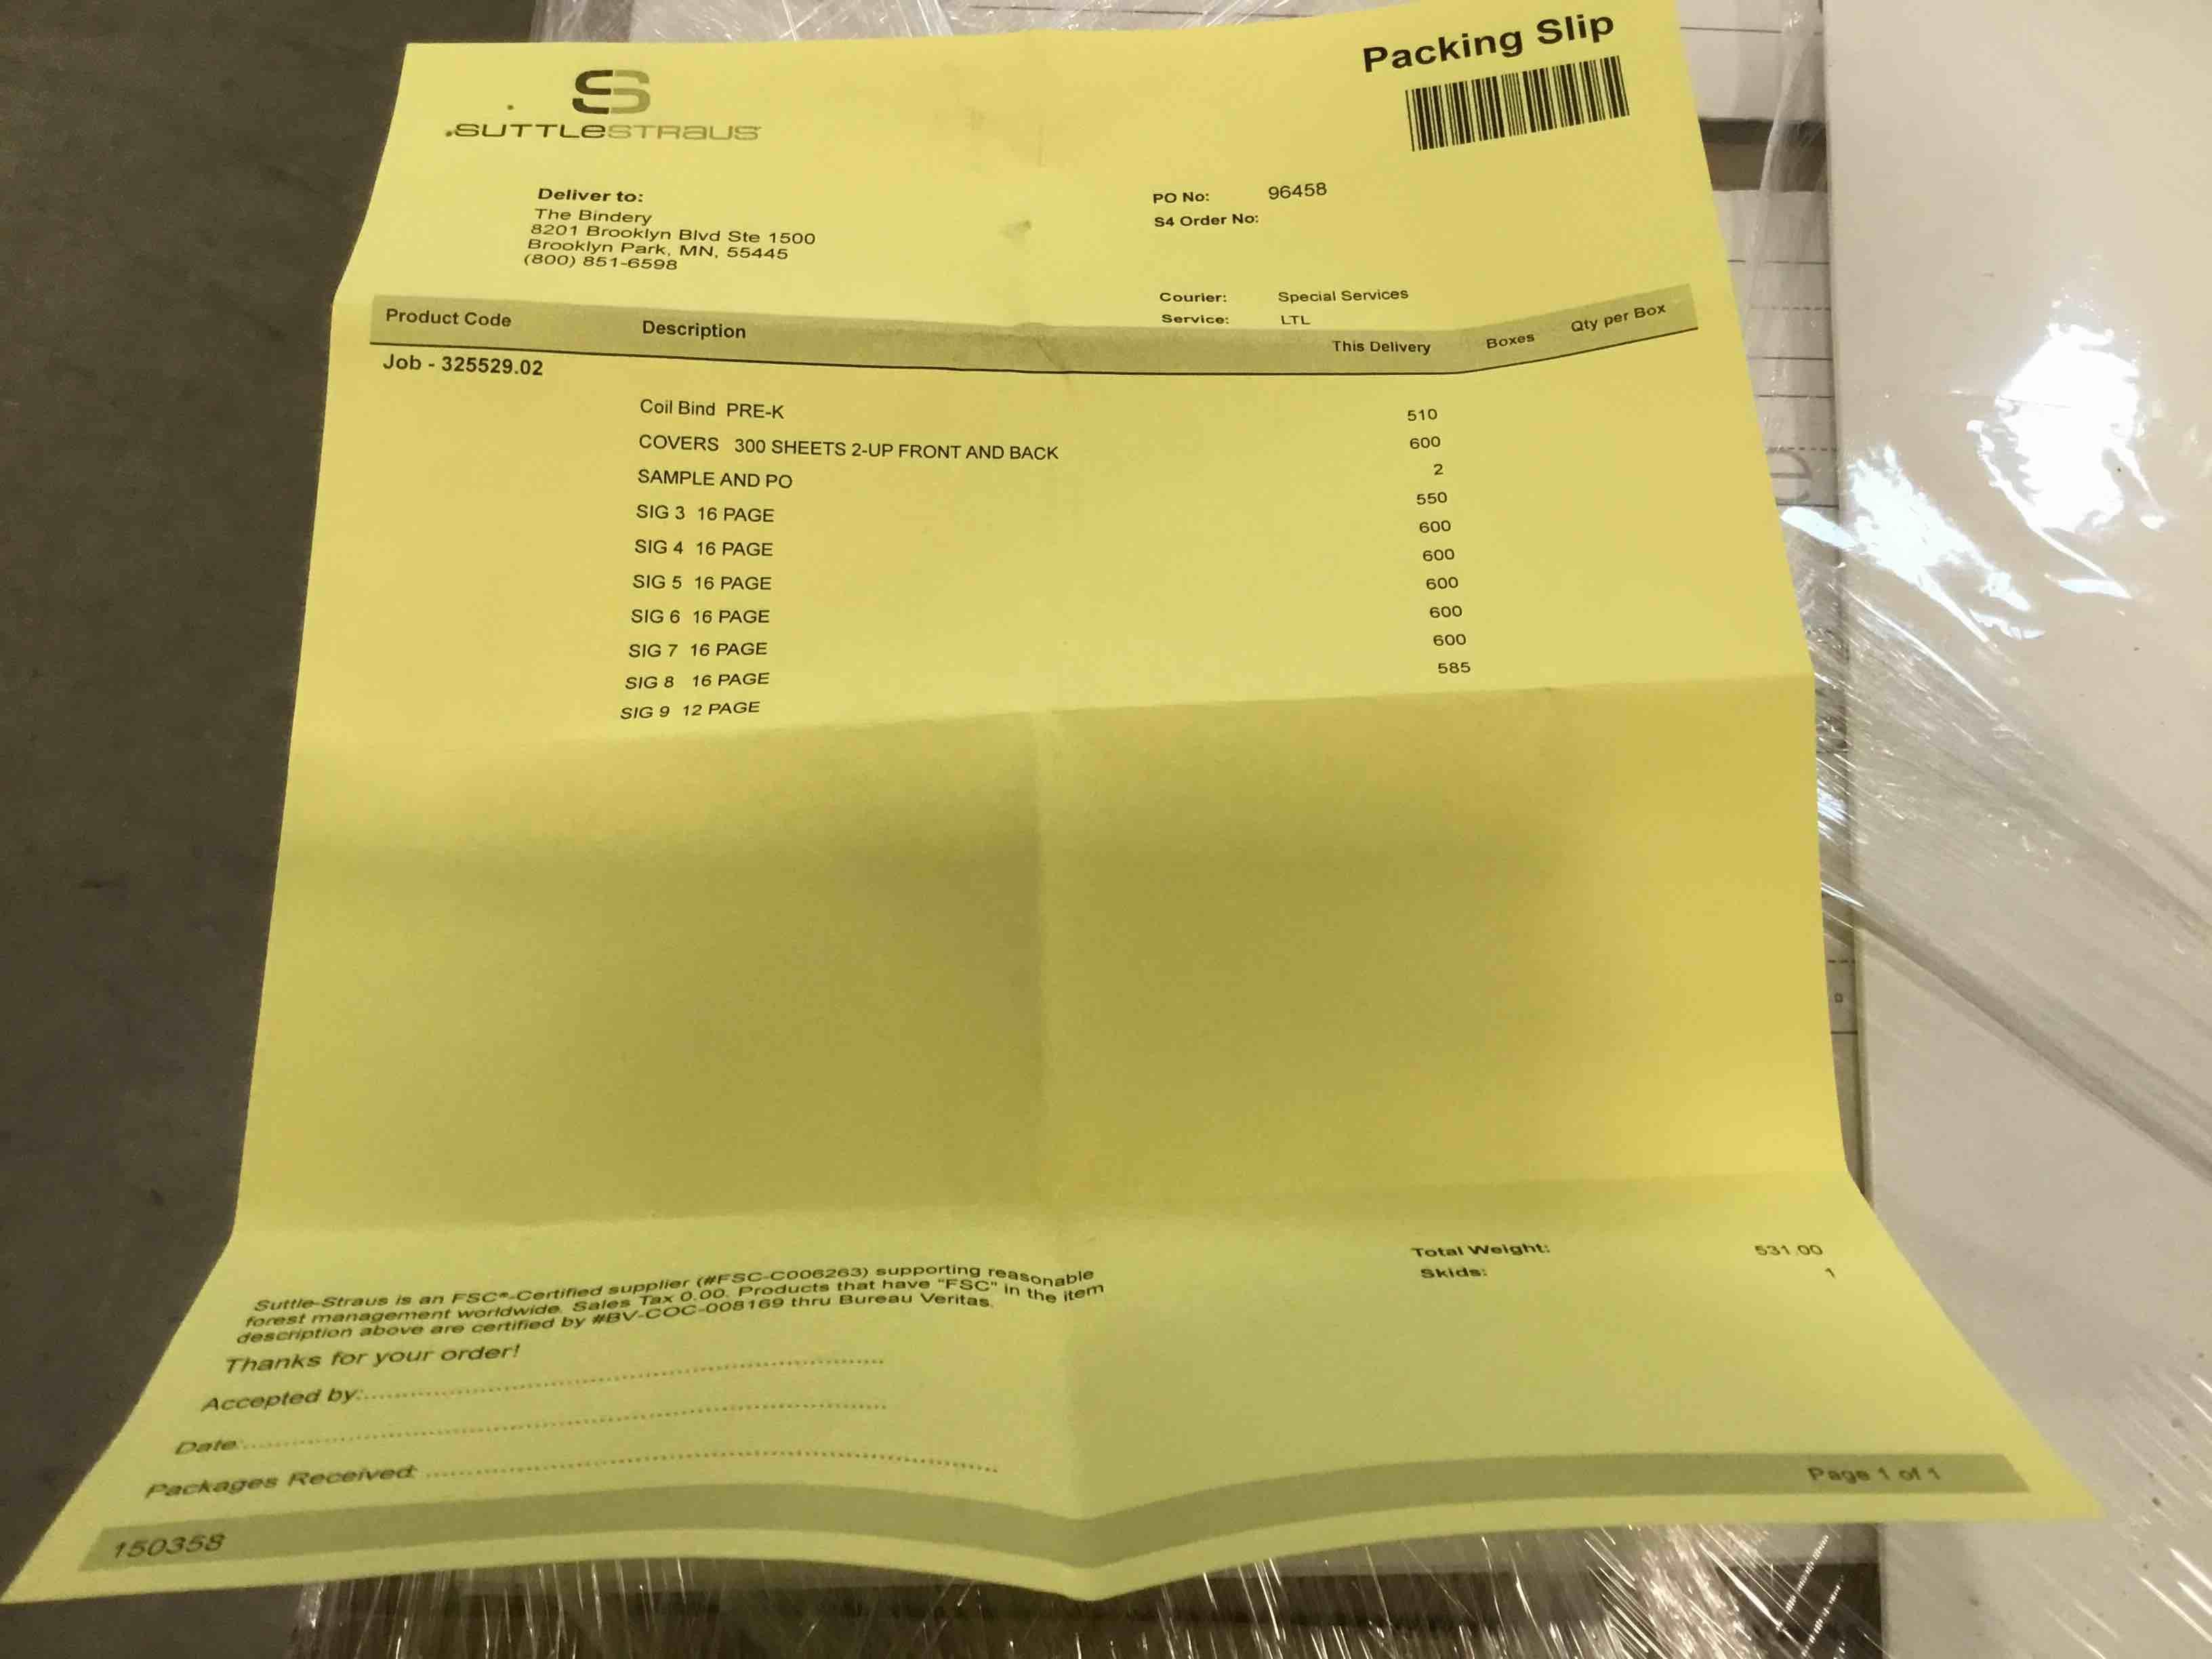 Packing Slip
SUTTLESTRAUS
Deliver to:
The Bindery
8201 Brooklyn Blvd Ste 1500
Brooklyn Park, MN, 55445
(800) 851-6598
PO No: 96458
S4 Order No:
Courier: Special Services
Service: LTL
Product Code Description This Delivery Boxes Qty per Box
Job - 325529.02
Coil Bind PRE-K 510
COVERS 300 SHEETS 2-UP FRONT AND BACK 600
SAMPLE AND PO 2
SIG 3 16 PAGE 550
SIG 4 16 PAGE 600
SIG 5 16 PAGE 600
SIG 6 16 PAGE 600
SIG 7 16 PAGE 600
SIG 8 16 PAGE 600
SIG 9 12 PAGE 585
Total Weight: 531.00
Skids: 1
Suttle-Straus is an FSC®-Certified supplier (#FSC-C006263) supporting reasonable
forest management worldwide. Sales Tax 0.00. Products that have "FSC" in the item
description above are certified by #BV-COC-008169 thru Bureau Veritas.
Thanks for your order!
Accepted by:
Date:
Packages Received:
Page 1 of 1
150358